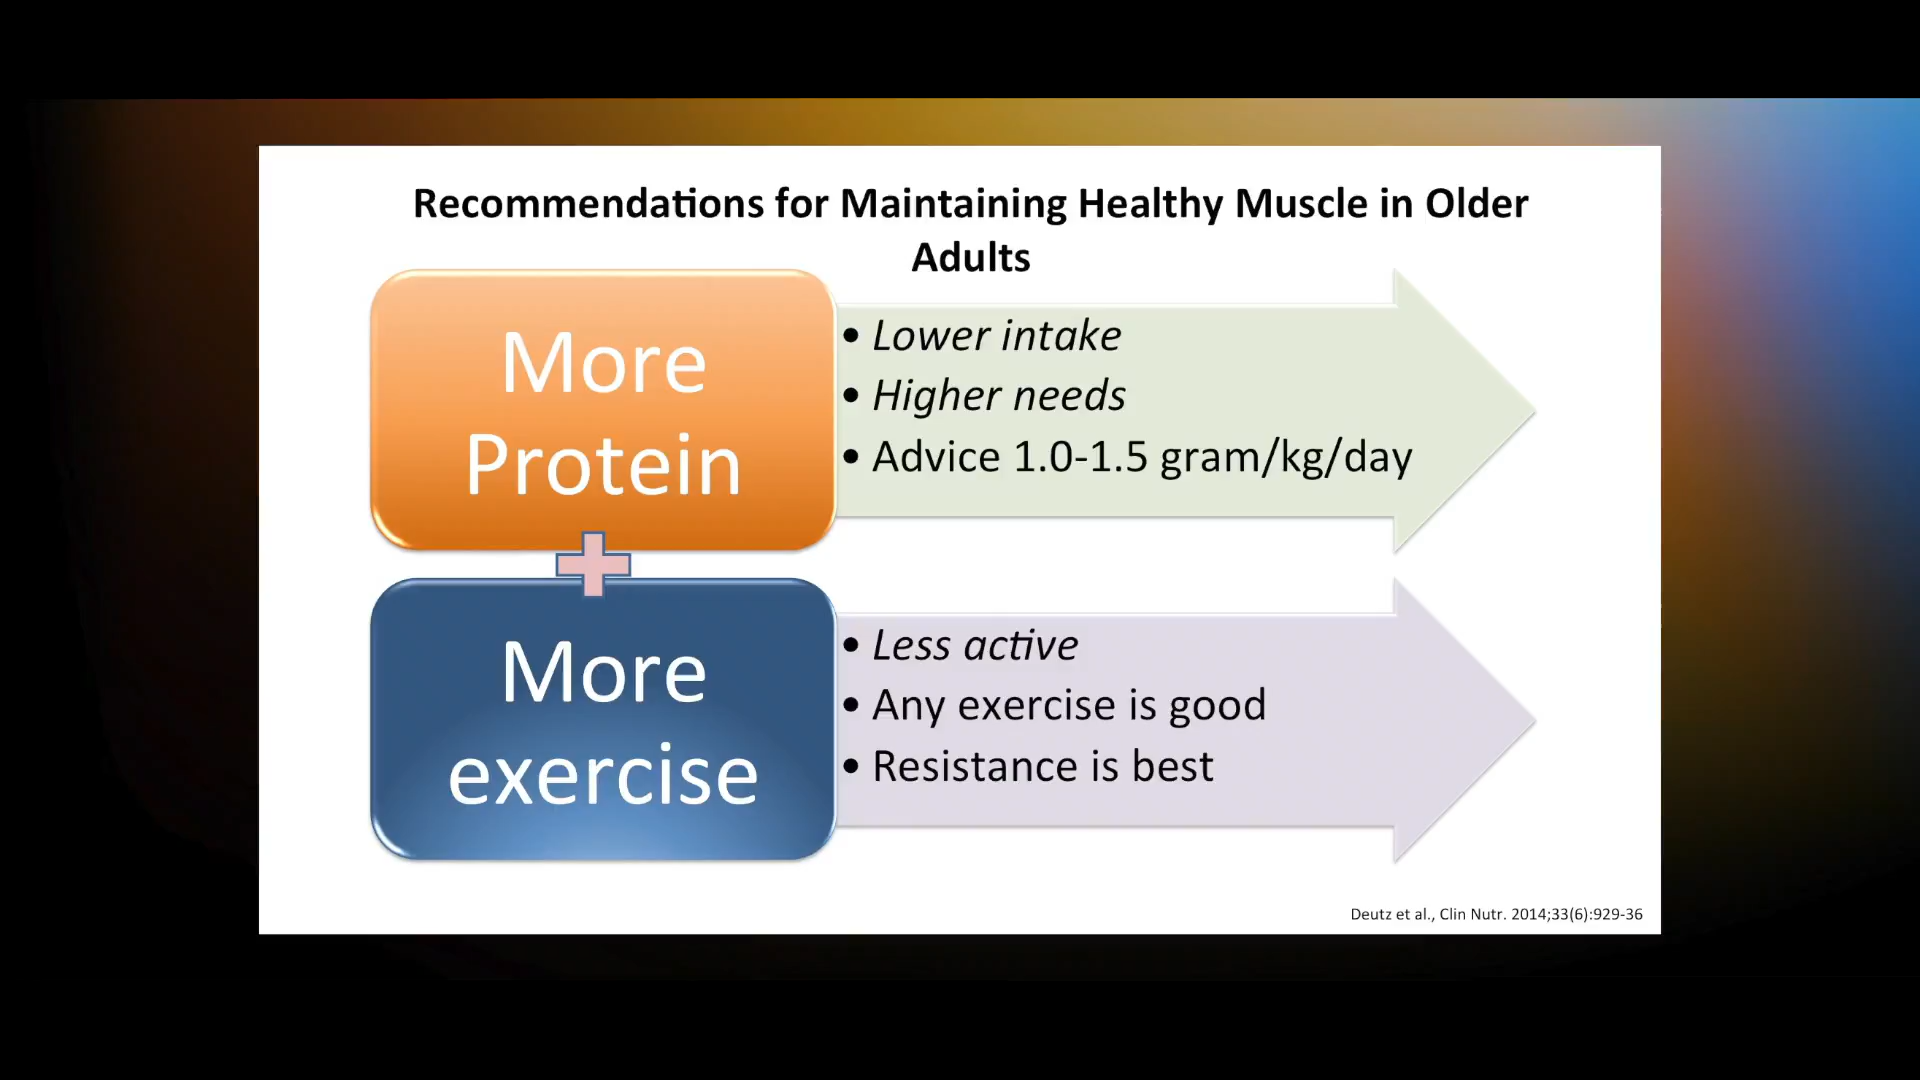 Recommendations for Maintaining Healthy Muscle in Older
Adults
More
Protein
• Lower intake
• Higher needs
• Advice 1.0-1.5 gram/kg/day
More
exercise
• Less active
• Any exercise is good
• Resistance is best
Deutz et al., Clin Nutr. 2014;33(6):929-36